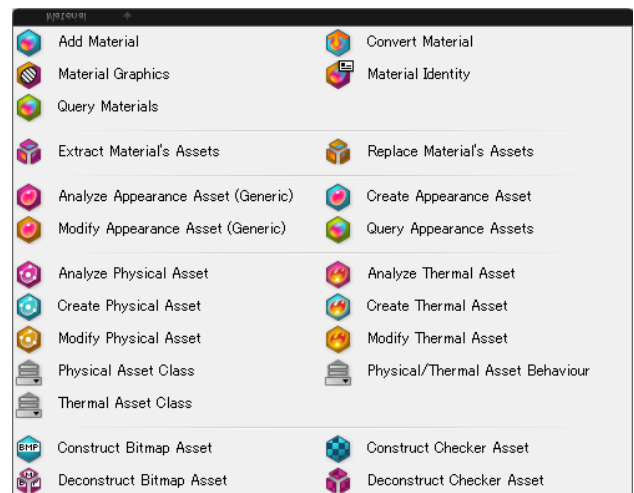 Material
Add Material
Convert Material
Material Graphics
Material Identity
Query Materials
Extract Material's Assets
Replace Material's Assets
Analyze Appearance Asset (Generic)
Create Appearance Asset
Modify Appearance Asset (Generic)
Query Appearance Assets
Analyze Physical Asset
Analyze Thermal Asset
Create Physical Asset
Create Thermal Asset
Modify Physical Asset
Modify Thermal Asset
Physical Asset Class
Physical/Thermal Asset Behaviour
Thermal Asset Class
BMP
Construct Bitmap Asset
Construct Checker Asset
Deconstruct Bitmap Asset
Deconstruct Checker Asset